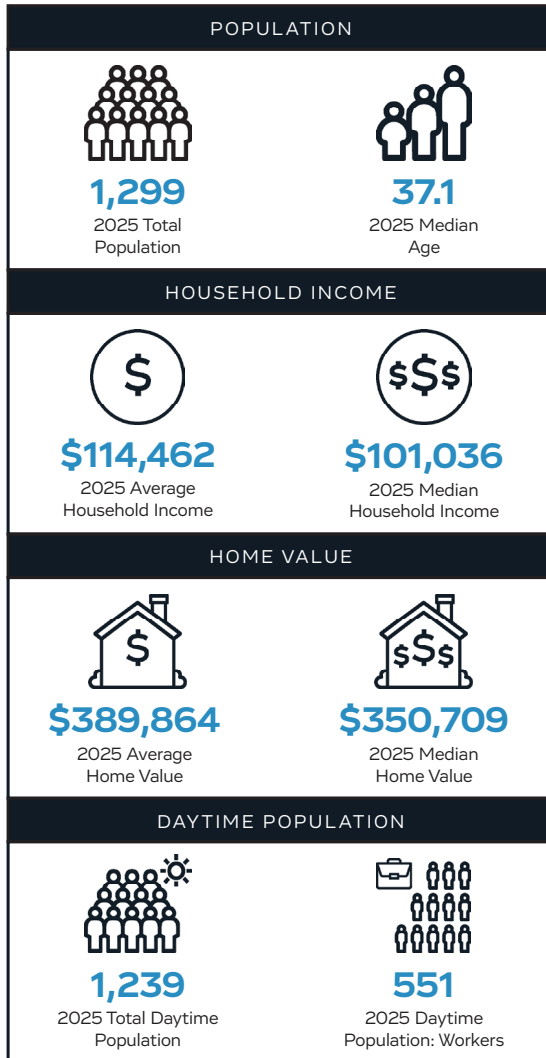 POPULATION
1,299
2025 Total
Population
37.1
2025 Median
Age
HOUSEHOLD INCOME
$
$114,462
2025 Average
Household Income
$$$
$101,036
2025 Median
Household Income
HOME VALUE
$
$389,864
2025 Average
Home Value
$$$
$350,709
2025 Median
Home Value
DAYTIME POPULATION
1,239
2025 Total Daytime
Population
551
2025 Daytime
Population: Workers